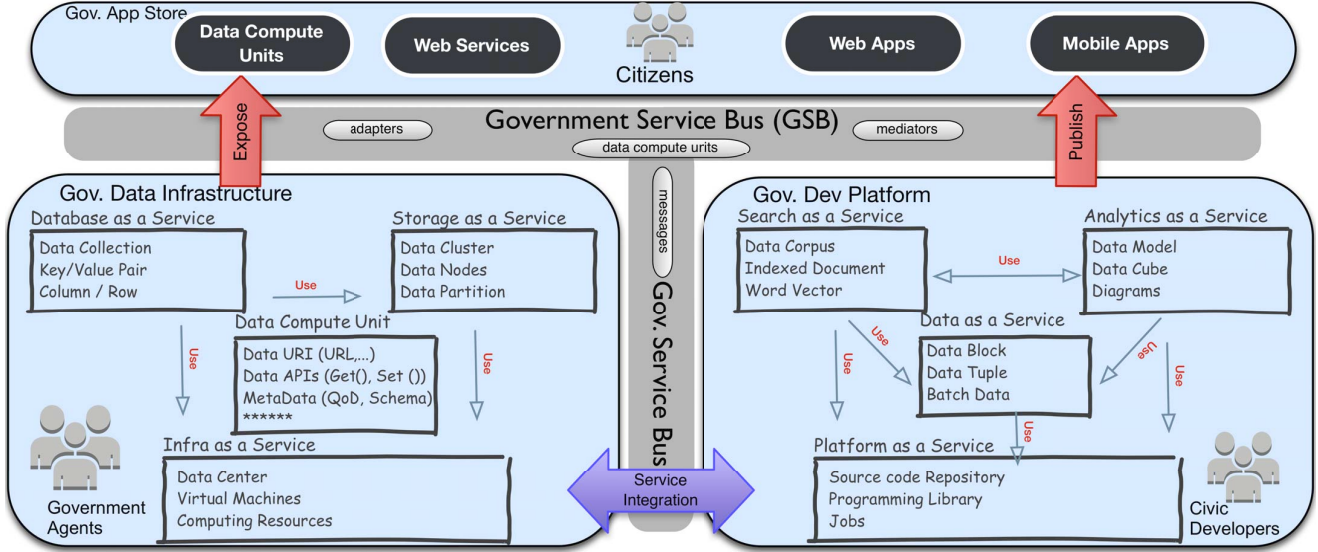 Gov. App Store
Data Compute
Units
Web Services
Citizens
Web Apps
Mobile Apps
Expose
Publish
Government Service Bus (GSB)
adapters
mediators
data compute urits
messages
Gov. Service Bus
Service
Integration
Gov. Data Infrastructure
Database as a Service
Data Collection
Key/Value Pair
Column / Row
Use
Storage as a Service
Data Cluster
Data Nodes
Data Partition
Use
Use
Data Compute Unit
Data URI (URL,...)
Data APIs (Get(), Set ())
MetaData (QoD, Schema)
******
Infra as a Service
Data Center
Virtual Machines
Computing Resources
Government
Agents
Gov. Dev Platform
Search as a Service
Data Corpus
Indexed Document
Word Vector
Use
Analytics as a Service
Data Model
Data Cube
Diagrams
Use
Use
Use
Use
Data as a Service
Data Block
Data Tuple
Batch Data
Use
Platform as a Service
Source code Repository
Programming Library
Jobs
Civic
Developers